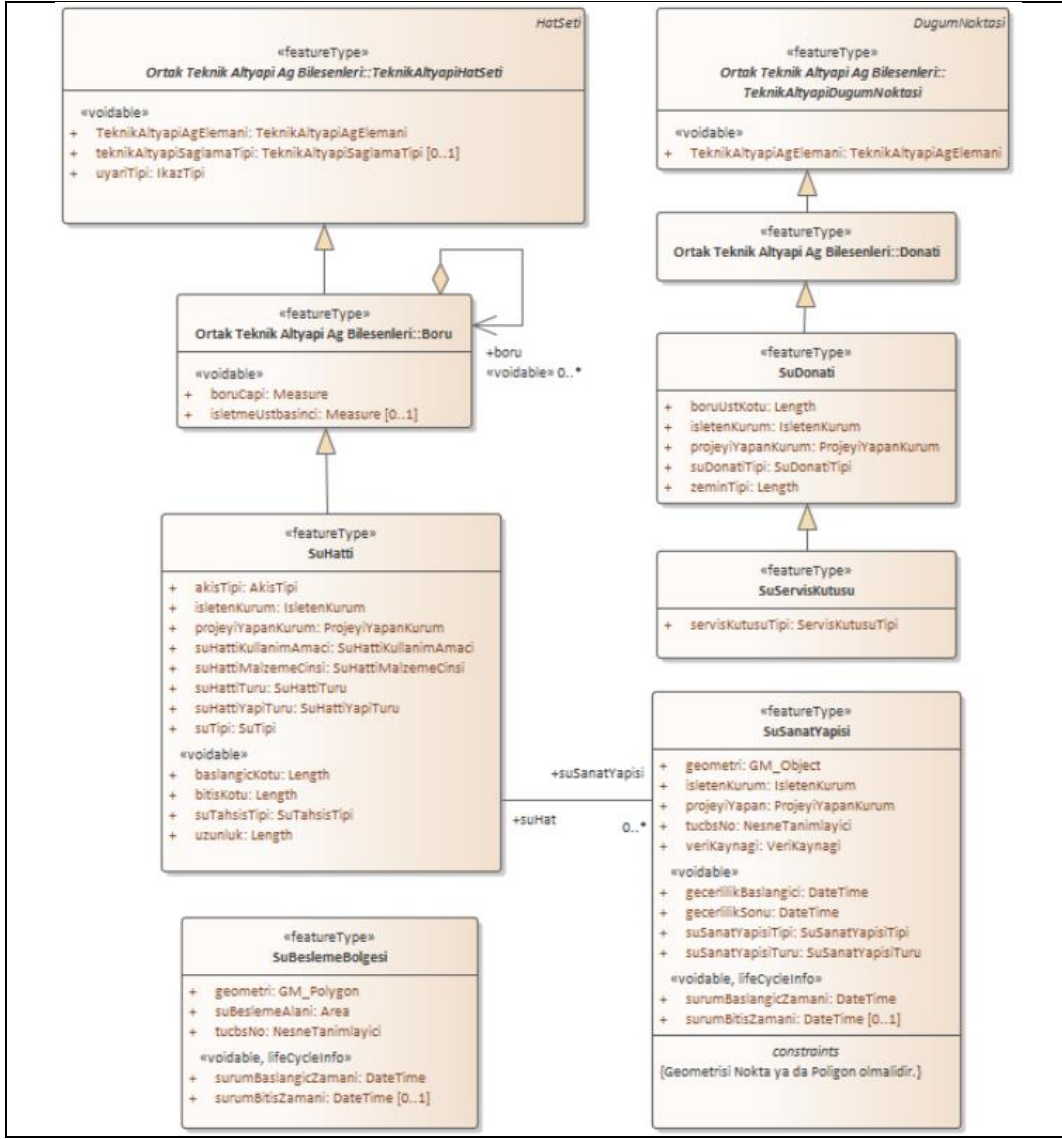 HatSeti
«featureType»
Ortak Teknik Altyapi Ag Bilesenleri::TeknikAltyapiHatSeti
«voidable»
+ TeknikAltyapiAgElemani: TeknikAltyapiAgElemani
+ teknikAltyapiSaglamaTipi: TeknikAltyapiSaglamaTipi [0..1]
+ uyariTipi: IkazTipi
DugumNoktasi
«featureType»
Ortak Teknik Altyapi Ag Bilesenleri::
TeknikAltyapiDugumNoktasi
«voidable»
+ TeknikAltyapiAgElemani: TeknikAltyapiAgElemani
«featureType»
Ortak Teknik Altyapi Ag Bilesenleri::Donati
«featureType»
Ortak Teknik Altyapi Ag Bilesenleri::Boru
«voidable»
+ boruCapi: Measure
+ isletmeUstbasinci: Measure [0..1]
+boru
«voidable» 0..*
«featureType»
SuDonati
+ boruUstKotu: Length
+ isletenKurum: IsletenKurum
+ projeyiYapanKurum: ProjeyiYapanKurum
+ suDonatiTipi: SuDonatiTipi
+ zeminTipi: Length
«featureType»
SuHatti
+ akisTipi: AkisTipi
+ isletenKurum: IsletenKurum
+ projeyiYapanKurum: ProjeyiYapanKurum
+ suHattiKullanimAmaci: SuHattiKullanimAmaci
+ suHattiMalzemeCinsi: SuHattiMalzemeCinsi
+ suHattiTuru: SuHattiTuru
+ suHattiYapiTuru: SuHattiYapiTuru
+ suTipi: SuTipi
«voidable»
+ baslangicKotu: Length
+ bitisKotu: Length
+ suTahsisTipi: SuTahsisTipi
+ uzunluk: Length
«featureType»
SuServisKutusu
+ servisKutusuTipi: ServisKutusuTipi
+suSanatYapisi
+suHat
0..*
«featureType»
SuSanatYapisi
+ geometri: GM_Object
+ isletenKurum: IsletenKurum
+ projeyiYapan: ProjeyiYapanKurum
+ tucbsNo: NesneTanimlayici
+ veriKaynagi: VeriKaynagi
«voidable»
+ gecerlilikBaslangici: DateTime
+ gecerlilikSonu: DateTime
+ suSanatYapisiTipi: SuSanatYapisiTipi
+ suSanatYapisiTuru: SuSanatYapisiTuru
«voidable, lifeCycleInfo»
+ surumBaslangicZamani: DateTime
+ surumBitisZamani: DateTime [0..1]
constraints
{Geometrisi Nokta ya da Poligon olmalidir.}
«featureType»
SuBeslemeBolgesi
+ geometri: GM_Polygon
+ suBeslemeAlani: Area
+ tucbsNo: NesneTanimlayici
«voidable, lifeCycleInfo»
+ surumBaslangicZamani: DateTime
+ surumBitisZamani: DateTime [0..1]